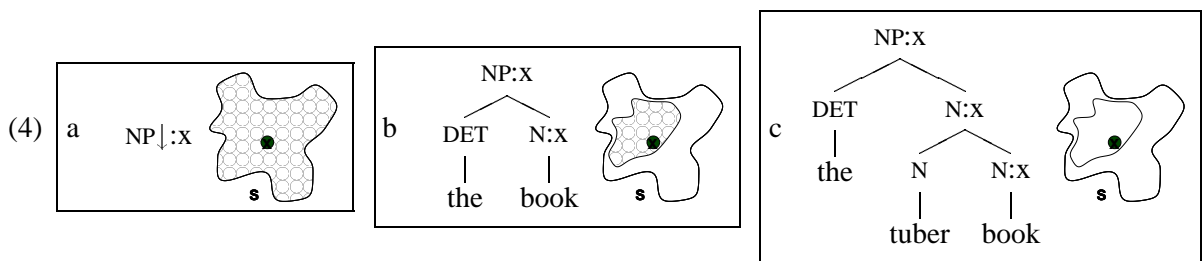 (4) a NP↓:x x s
b NP:x
DET N:x
the book
x s
c NP:x
DET N:x
the N N:x
tuber book
x s